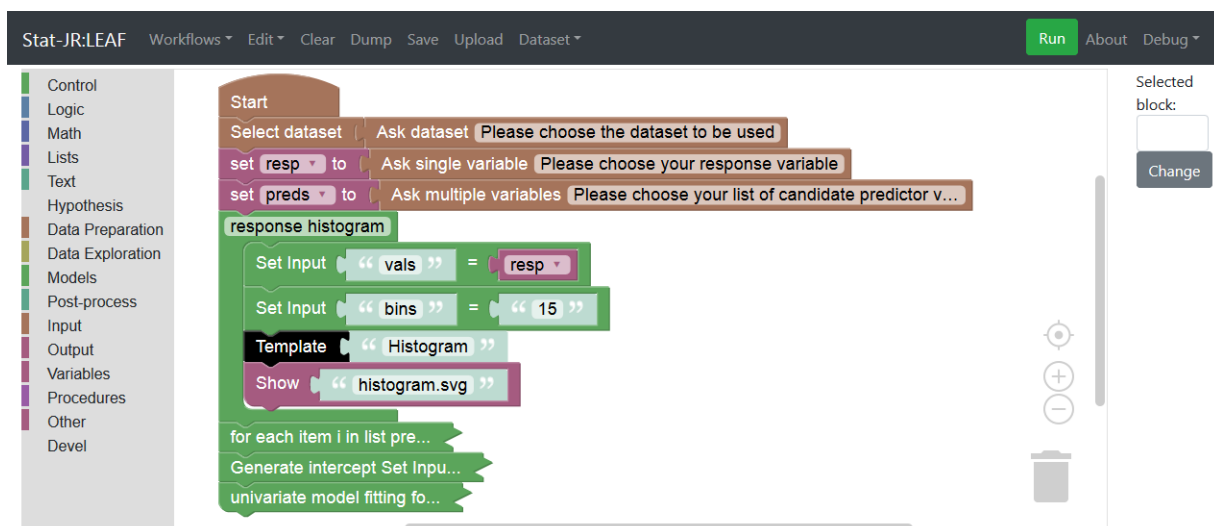 Stat-JR:LEAF Workflows Edit Clear Dump Save Upload Dataset Run About Debug
Control
Logic
Math
Lists
Text
Hypothesis
Data Preparation
Data Exploration
Models
Post-process
Input
Output
Variables
Procedures
Other
Devel
Start
Select dataset Ask dataset Please choose the dataset to be used
set resp to Ask single variable Please choose your response variable
set preds to Ask multiple variables Please choose your list of candidate predictor v...
response histogram
Set Input “ vals ” = resp
Set Input “ bins ” = “ 15 ”
Template “ Histogram ”
Show “ histogram.svg ”
for each item i in list pre...
Generate intercept Set Inpu...
univariate model fitting fo...
Selected
block:
Change